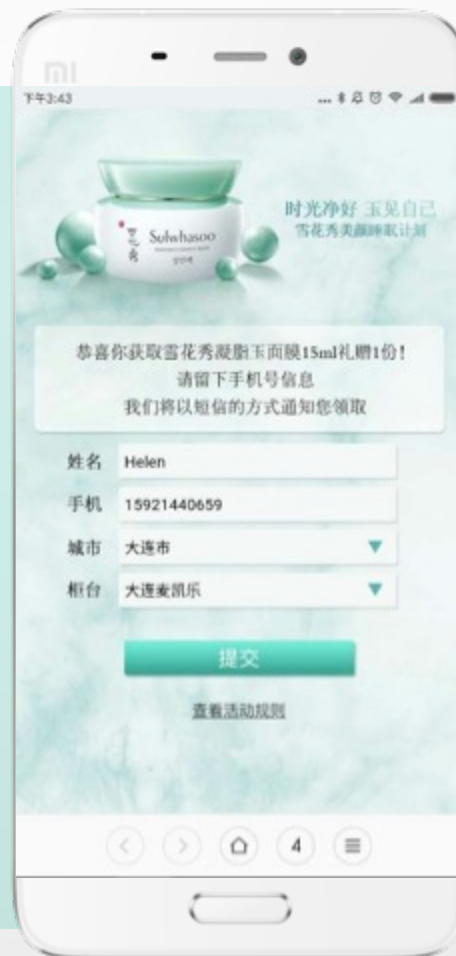 mi
下午3:43
...
时光净好 玉见自己
雪花秀美颜睡眠计划
Sulwhasoo
恭喜你获取雪花秀凝脂玉面膜15ml礼赠1份!
请留下手机号信息
我们将以短信的方式通知您领取
姓名 Helen
手机 15921440659
城市 大连市
柜台 大连麦凯乐
提交
查看活动规则
4